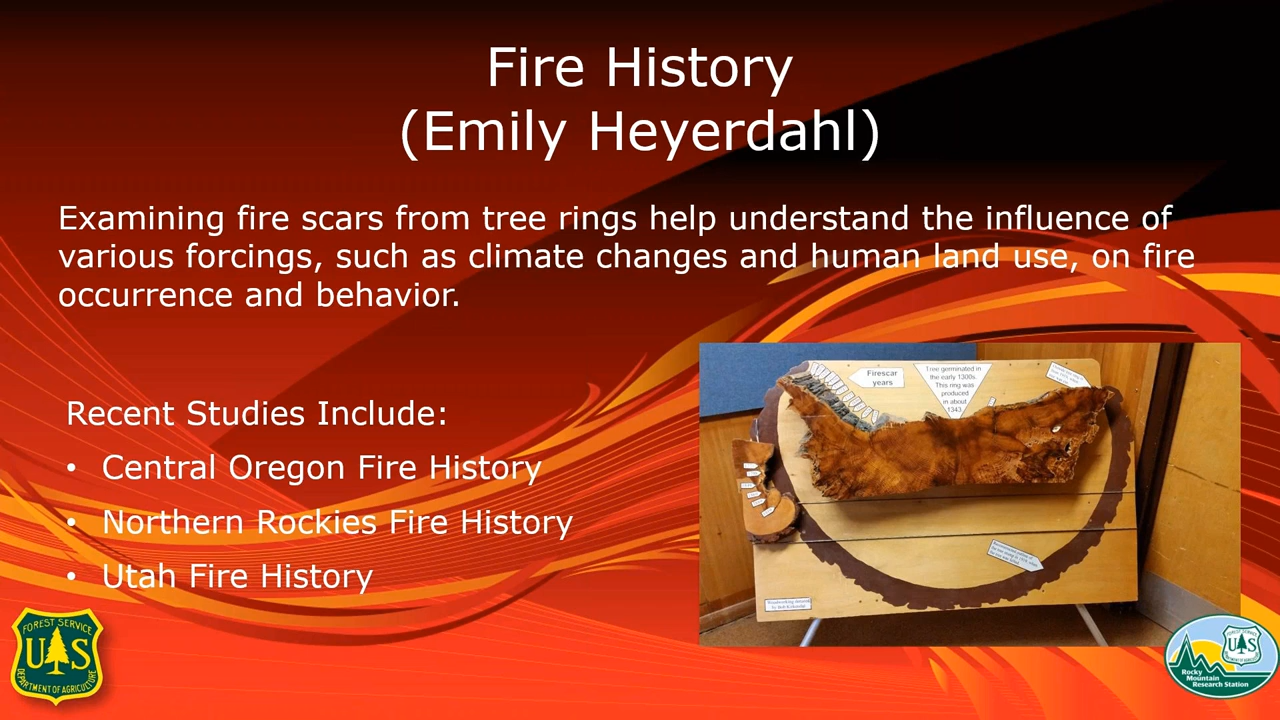 Fire History
(Emily Heyerdahl)
Examining fire scars from tree rings help understand the influence of
various forcings, such as climate changes and human land use, on fire
occurrence and behavior.
Recent Studies Include:
• Central Oregon Fire History
• Northern Rockies Fire History
• Utah Fire History
Firescar
years
Tree germinated in
the early 1300s.
This ring was
produced
in about
1343.
FOREST SERVICE
U S
DEPARTMENT OF AGRICULTURE
Rocky
Mountain
Research Station